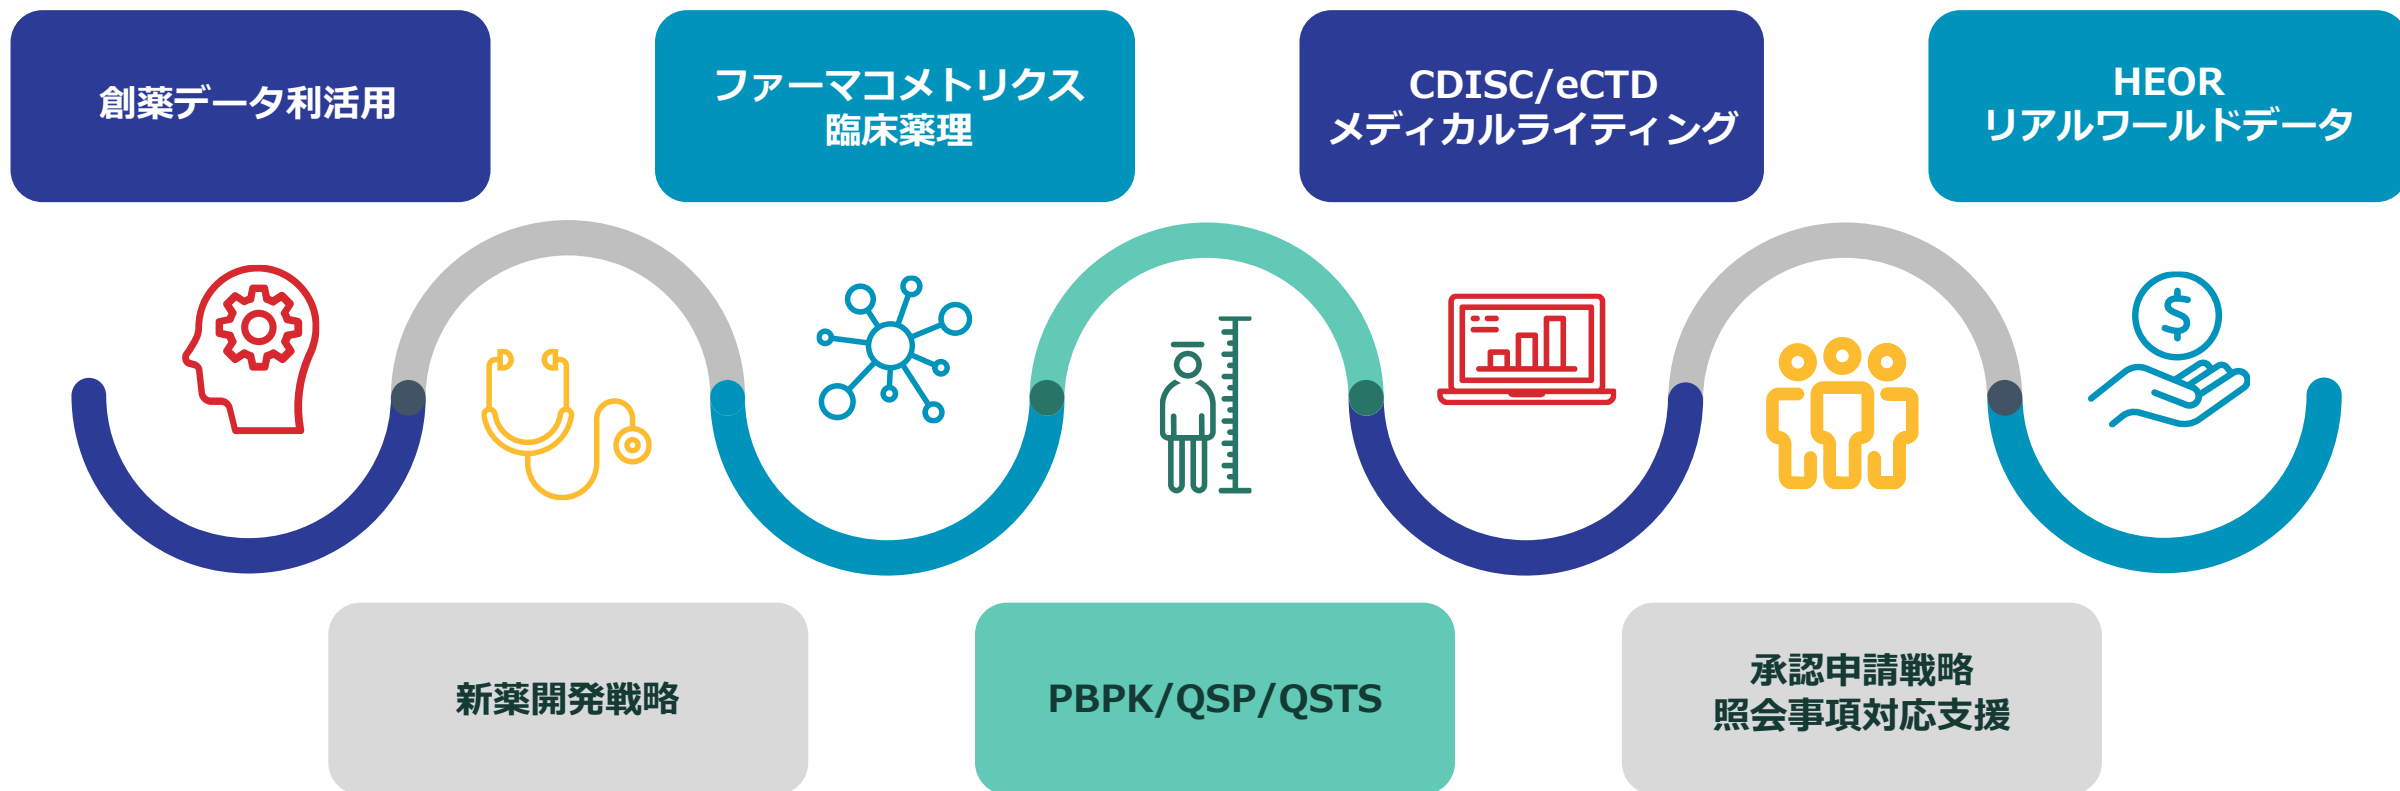 創薬データ利活用
ファーマコメトリクス
臨床薬理
CDISC/eCTD
メディカルライティング
HEOR
リアルワールドデータ
$
新薬開発戦略
PBPK/QSP/QSTS
承認申請戦略
照会事項対応支援